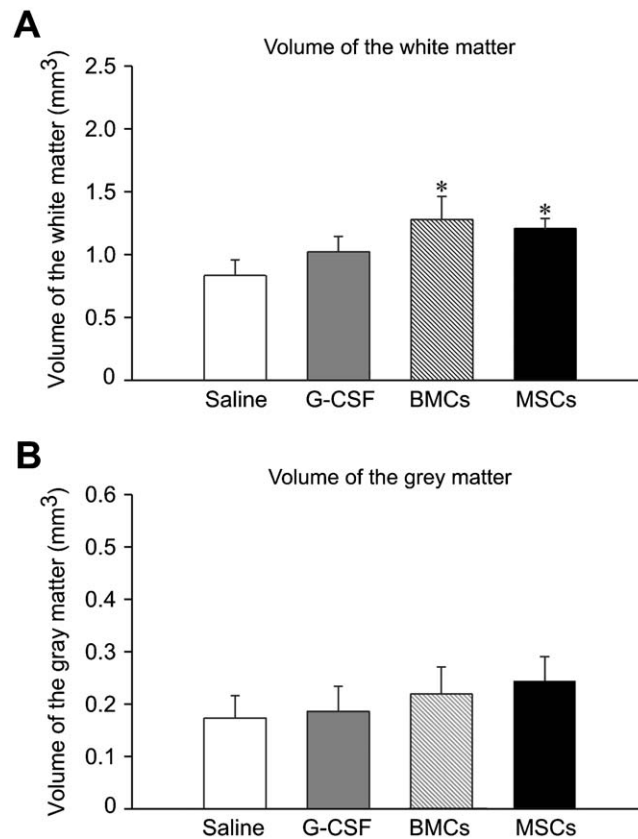 A
Volume of the white matter
Volume of the white matter (mm³)
2.5
2.0
1.5
1.0
0.5
0
*
*
Saline G-CSF BMCs MSCs
B
Volume of the grey matter
Volume of the gray matter (mm³)
0.6
0.5
0.4
0.3
0.2
0.1
0
Saline G-CSF BMCs MSCs